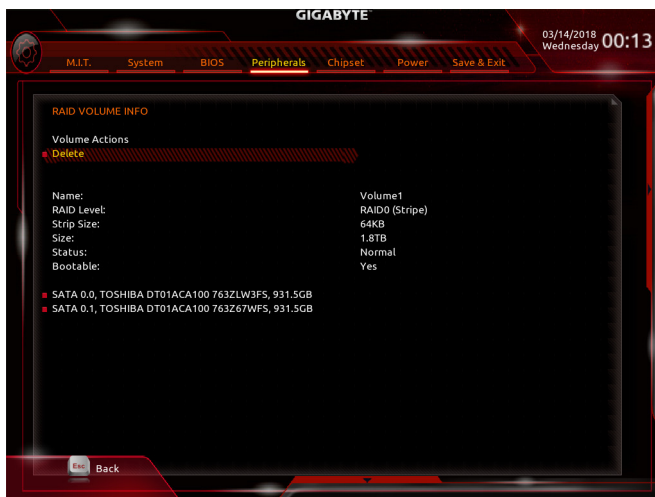 GIGABYTE™
03/14/2018
Wednesday
00:13
M.I.T. System BIOS Peripherals Chipset Power Save & Exit
RAID VOLUME INFO
Volume Actions
Delete
Name: Volume1
RAID Level: RAID0 (Stripe)
Strip Size: 64KB
Size: 1.8TB
Status: Normal
Bootable: Yes
SATA 0.0, TOSHIBA DT01ACA100 763ZLW3FS, 931.5GB
SATA 0.1, TOSHIBA DT01ACA100 763Z67WFS, 931.5GB
Esc Back